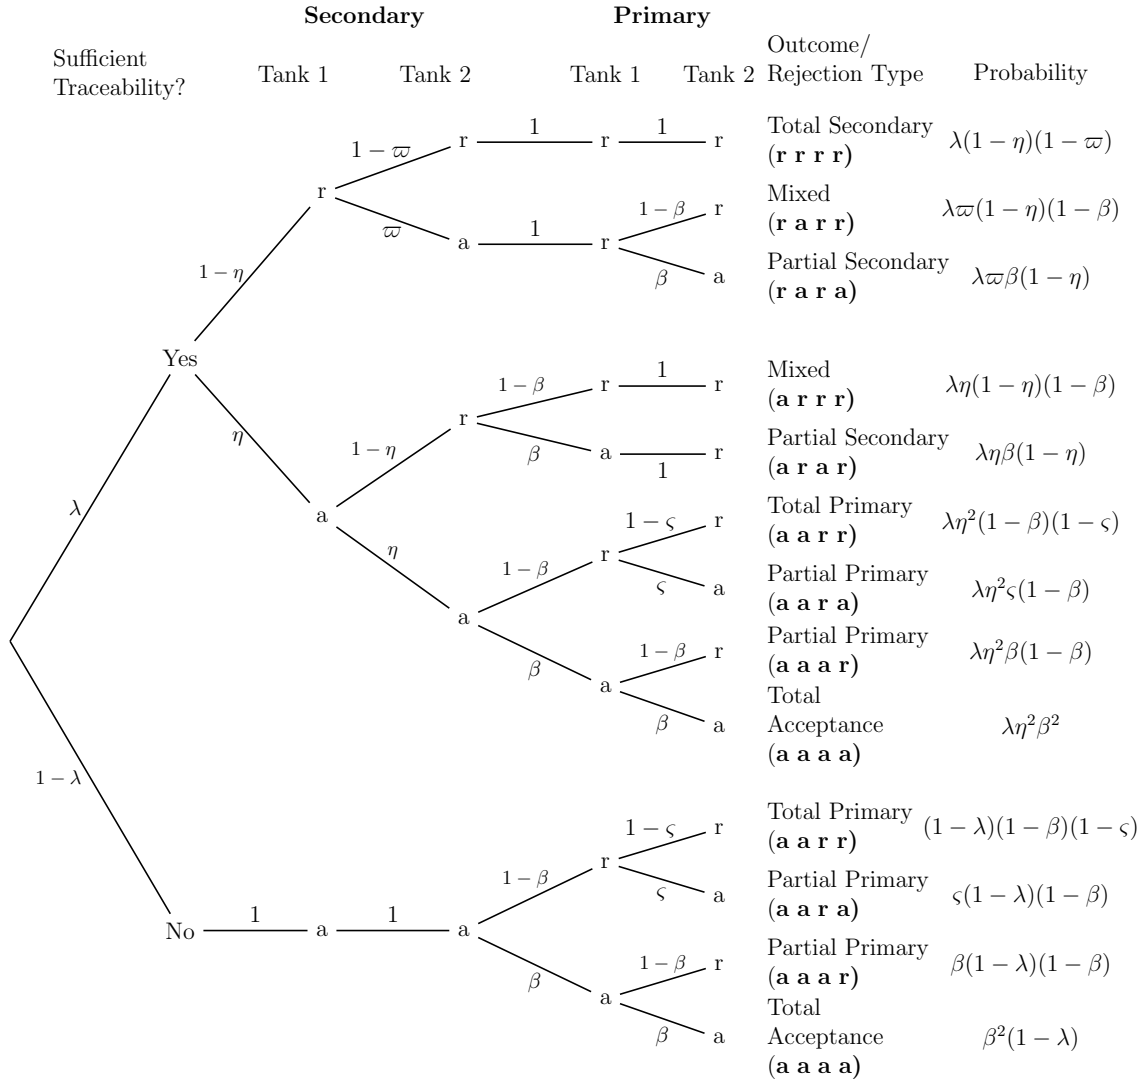 Secondary Primary
Sufficient
Traceability?
Tank 1 Tank 2 Tank 1 Tank 2
Outcome/
Rejection Type
Probability
1 − ϖ r 1 r 1 r
Total Secondary
(r r r r)
λ(1 − η)(1 − ϖ)
r
ϖ a 1 r
1 − β r
Mixed
(r a r r)
λϖ(1 − η)(1 − β)
β a
Partial Secondary
(r a r a)
λϖβ(1 − η)
1 − η
Yes
η
1 − β r 1 r
Mixed
(a r r r)
λη(1 − η)(1 − β)
1 − η r
β a 1 r
Partial Secondary
(a r a r)
ληβ(1 − η)
a
η
1 − ς r
Total Primary
(a a r r)
λη²(1 − β)(1 − ς)
1 − β r
ς a
Partial Primary
(a a r a)
λη²ς(1 − β)
a
1 − β r
Partial Primary
(a a a r)
λη²β(1 − β)
β a
β a
Total
Acceptance
(a a a a)
λη²β²
λ
1 − λ
1 − ς r
Total Primary
(a a r r)
(1 − λ)(1 − β)(1 − ς)
1 − β r
ς a
Partial Primary
(a a r a)
ς(1 − λ)(1 − β)
No 1 a 1 a
1 − β r
Partial Primary
(a a a r)
β(1 − λ)(1 − β)
β a
β a
Total
Acceptance
(a a a a)
β²(1 − λ)